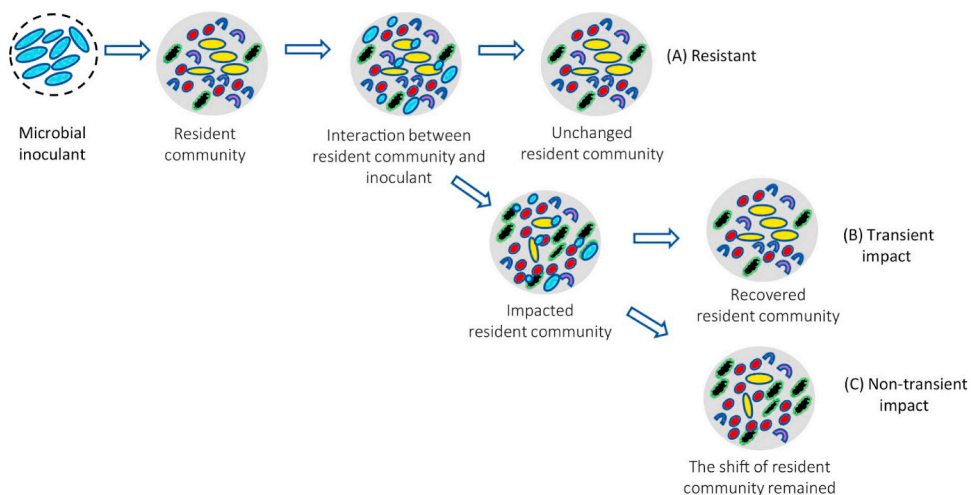 (A) Resistant
Microbial
inoculant
Resident
community
Interaction between
resident community and
inoculant
Unchanged
resident community
(B) Transient
impact
Impacted
resident community
Recovered
resident community
(C) Non-transient
impact
The shift of resident
community remained